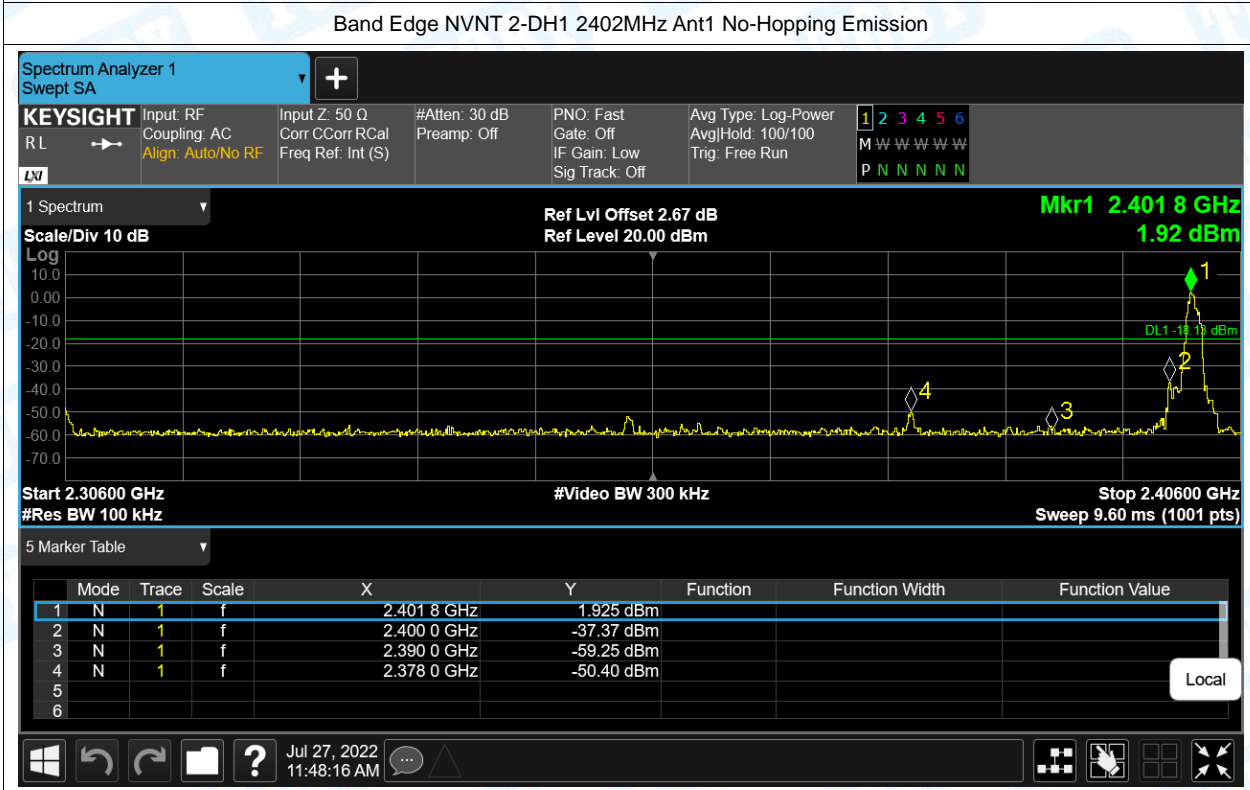 Band Edge NVNT 2-DH1 2402MHz Ant1 No-Hopping Emission
Spectrum Analyzer 1
Swept SA
+
KEYSIGHT Input: RF Input Z: 50 Ω #Atten: 30 dB PNO: Fast Avg Type: Log-Power 1 2 3 4 5 6
R L Coupling: AC Corr CCorr RCal Preamp: Off Gate: Off Avg|Hold: 100/100 M W W W W W
Align: Auto/No RF Freq Ref: Int (S) IF Gain: Low Trig: Free Run
LXI Sig Track: Off P N N N N N
1 Spectrum Ref Lvl Offset 2.67 dB Mkr1 2.401 8 GHz
Scale/Div 10 dB Ref Level 20.00 dBm 1.92 dBm
Log
10.0 1
0.00
-10.0
DL1 -18.13 dBm
-20.0
-30.0 2
-40.0 4
-50.0 3
-60.0
-70.0
Start 2.30600 GHz #Video BW 300 kHz Stop 2.40600 GHz
#Res BW 100 kHz Sweep 9.60 ms (1001 pts)
5 Marker Table
Mode Trace Scale X Y Function Function Width Function Value
1 N 1 f 2.401 8 GHz 1.925 dBm
2 N 1 f 2.400 0 GHz -37.37 dBm
3 N 1 f 2.390 0 GHz -59.25 dBm
4 N 1 f 2.378 0 GHz -50.40 dBm
5
6
Local
? Jul 27, 2022
11:48:16 AM